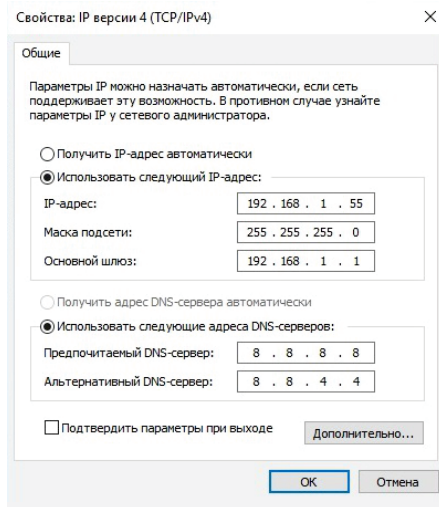 Свойства: IP версии 4 (TCP/IPv4)
Общие
Параметры IP можно назначать автоматически, если сеть
поддерживает эту возможность. В противном случае узнайте
параметры IP у сетевого администратора.
Получить IP-адрес автоматически
Использовать следующий IP-адрес:
IP-адрес: 192 . 168 . 1 . 55
Маска подсети: 255 . 255 . 255 . 0
Основной шлюз: 192 . 168 . 1 . 1
Получить адрес DNS-сервера автоматически
Использовать следующие адреса DNS-серверов:
Предпочитаемый DNS-сервер: 8 . 8 . 8 . 8
Альтернативный DNS-сервер: 8 . 8 . 4 . 4
Подтвердить параметры при выходе
Дополнительно...
OK Отмена